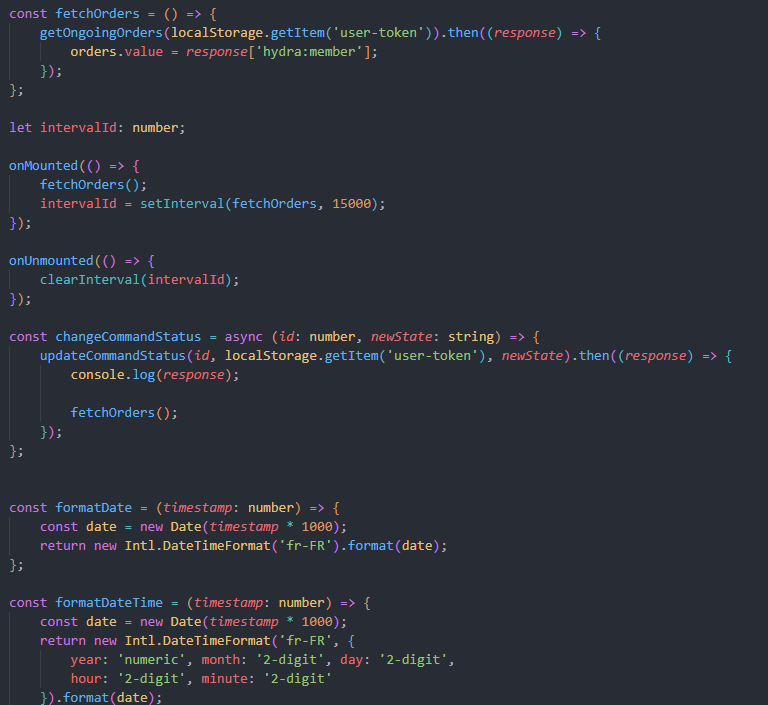 const fetchOrders = () => {
    getOngoingOrders(localStorage.getItem('user-token')).then((response) => {
        orders.value = response['hydra:member'];
    });
};

let intervalId: number;

onMounted(() => {
    fetchOrders();
    intervalId = setInterval(fetchOrders, 15000);
});

onUnmounted(() => {
    clearInterval(intervalId);
});

const changeCommandStatus = async (id: number, newState: string) => {
    updateCommandStatus(id, localStorage.getItem('user-token'), newState).then((response) => {
        console.log(response);

        fetchOrders();
    });
};


const formatDate = (timestamp: number) => {
    const date = new Date(timestamp * 1000);
    return new Intl.DateTimeFormat('fr-FR').format(date);
};

const formatDateTime = (timestamp: number) => {
    const date = new Date(timestamp * 1000);
    return new Intl.DateTimeFormat('fr-FR', {
        year: 'numeric', month: '2-digit', day: '2-digit',
        hour: '2-digit', minute: '2-digit'
    }).format(date);